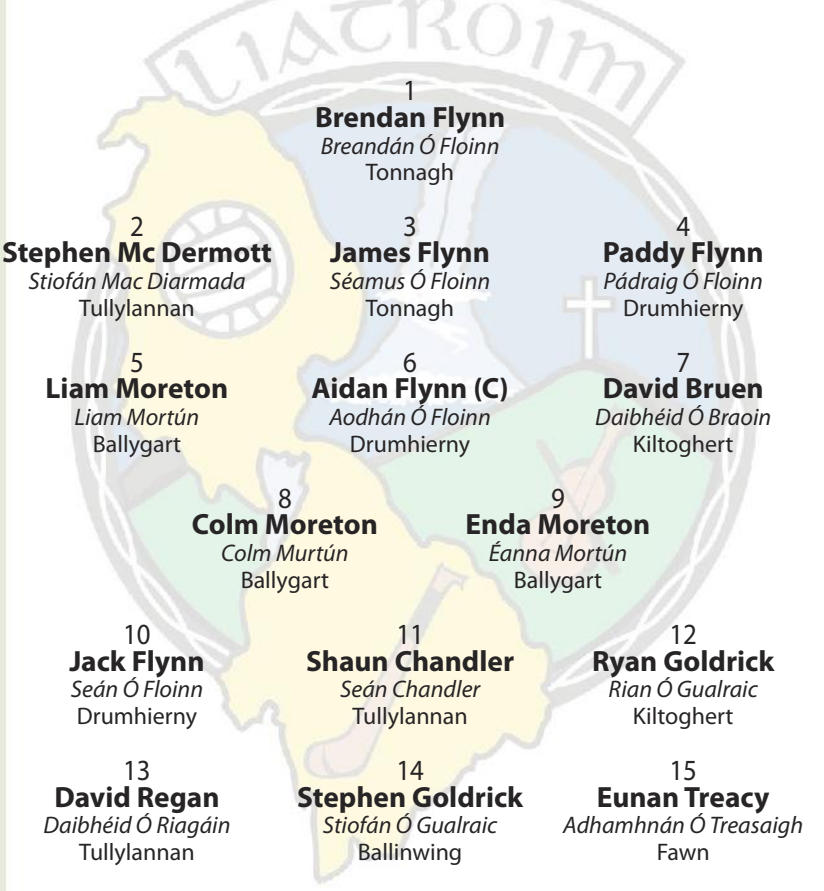 LIATROIM
1
Brendan Flynn
Breandán Ó Floinn
Tonnagh
2
Stephen Mc Dermott
Stiofán Mac Diarmada
Tullylannan
3
James Flynn
Séamus Ó Floinn
Tonnagh
4
Paddy Flynn
Pádraig Ó Floinn
Drumhierny
5
Liam Moreton
Liam Mortún
Ballygart
6
Aidan Flynn (C)
Aodhán Ó Floinn
Drumhierny
7
David Bruen
Daibhéid Ó Braoin
Kiltoghert
8
Colm Moreton
Colm Murtún
Ballygart
9
Enda Moreton
Éanna Mortún
Ballygart
10
Jack Flynn
Seán Ó Floinn
Drumhierny
11
Shaun Chandler
Seán Chandler
Tullylannan
12
Ryan Goldrick
Rian Ó Gualraic
Kiltoghert
13
David Regan
Daibhéid Ó Riagáin
Tullylannan
14
Stephen Goldrick
Stiofán Ó Gualraic
Ballinwing
15
Eunan Treacy
Adhamhnán Ó Treasaigh
Fawn